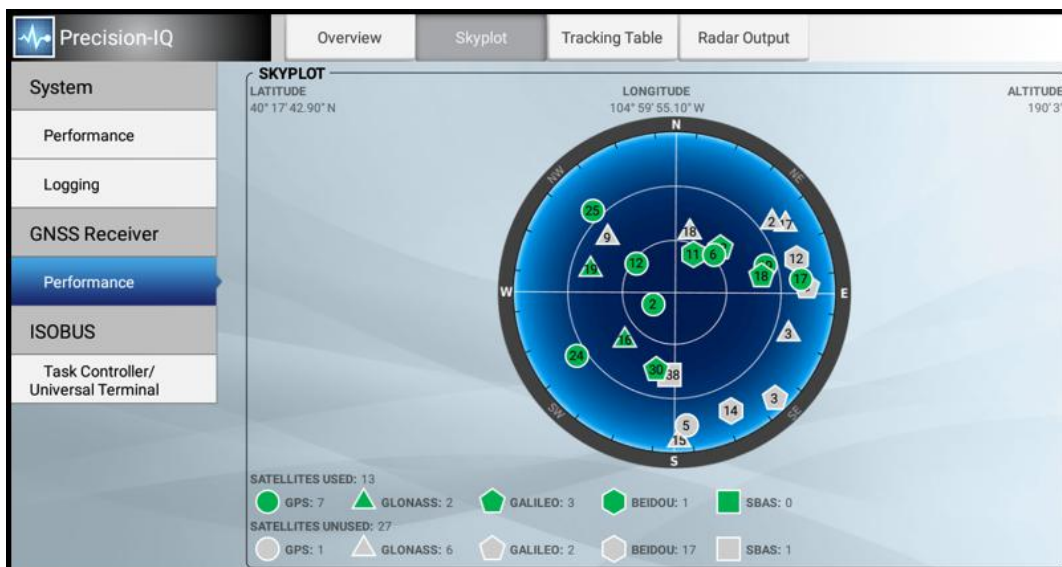 Precision-IQ
Overview
Skyplot
Tracking Table
Radar Output
System
Performance
Logging
GNSS Receiver
Performance
ISOBUS
Task Controller/
Universal Terminal
SKYPLOT
LATITUDE
40° 17' 42.90" N
LONGITUDE
104° 59' 55.10" W
ALTITUDE
190' 3"
N
NW
NE
25
9
18
2
17
11
6
12
19
12
18
17
W
E
2
16
3
24
30
38
3
14
5
15
SW
SE
S
SATELLITES USED: 13
GPS: 7
GLONASS: 2
GALILEO: 3
BEIDOU: 1
SBAS: 0
SATELLITES UNUSED: 27
GPS: 1
GLONASS: 6
GALILEO: 2
BEIDOU: 17
SBAS: 1